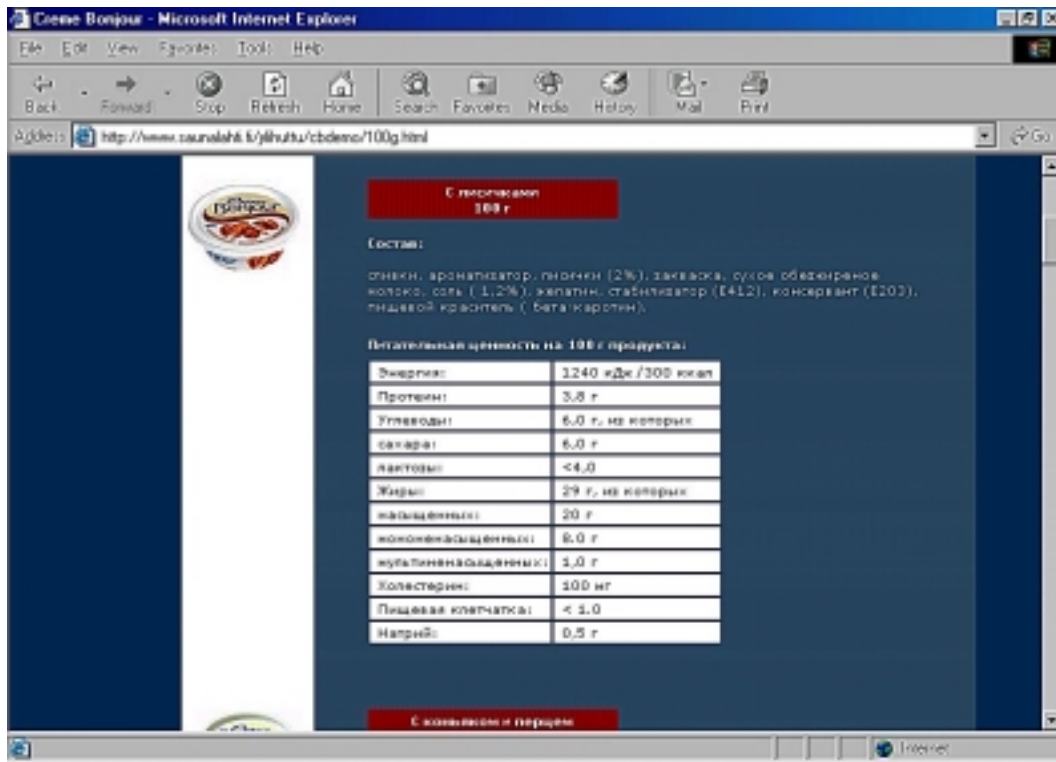 Creme Bonjour - Microsoft Internet Explorer
File Edit View Favorites Tools Help
Back Forward Stop Refresh Home Search Favorites Media History Mail Print
Address http://www.saunalahti.fi/jilihuttu/cbdemo/100g.html Go
Bonjour
С лисичками
100 г
Состав:
сливки, ароматизатор, лисички (2%), закваска, сухое обезжиреное
молоко, соль ( 1,2%), желатин, стабилизатор (E412), консервант (E203),
пищевой краситель ( бета-каротин).
Питательная ценность на 100 г продукта:
Энергия: 1240 кДж /300 ккал
Протеин: 3,8 г
Углеводы: 6,0 г, из которых
сахара: 6,0 г
лактозы: <4,0
Жиры: 29 г, из которых
насыщенных: 20 г
мононенасыщенных: 8.0 г
мультиненасыщенных: 1,0 г
Холестерин: 100 мг
Пищевая клетчатка: < 1.0
Натрий: 0,5 г
С коньяком и перцем
Internet